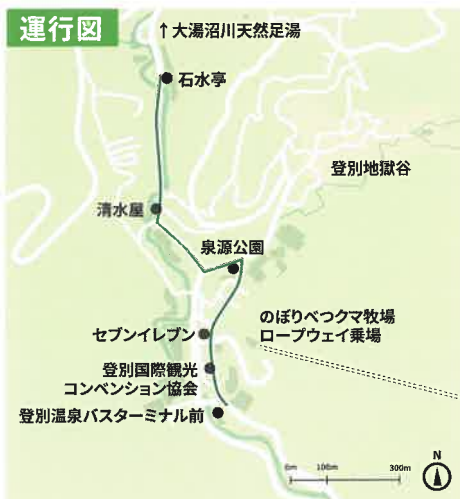 運行図
↑大湯沼川天然足湯
石水亭
登別地獄谷
清水屋
泉源公園
のぼりべつクマ牧場
ロープウェイ乗場
セブンイレブン
登別国際観光
コンベンション協会
登別温泉バスターミナル前
N
0m 100m 300m